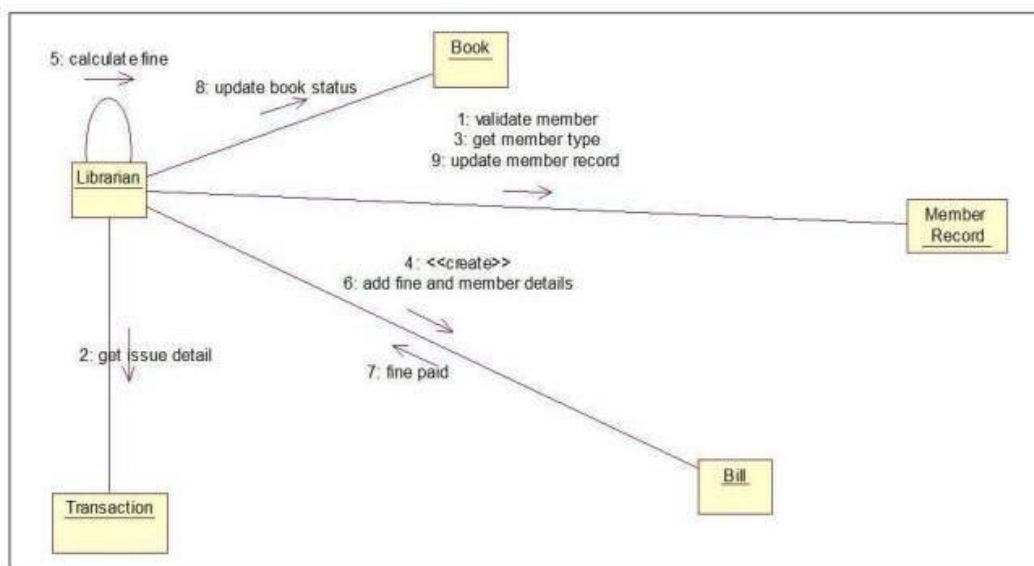 5: calculate fine
Book
8: update book status
1: validate member
3: get member type
9: update member record
Librarian
Member
Record
4: <<create>>
6: add fine and member details
2: get issue detail
7: fine paid
Bill
Transaction